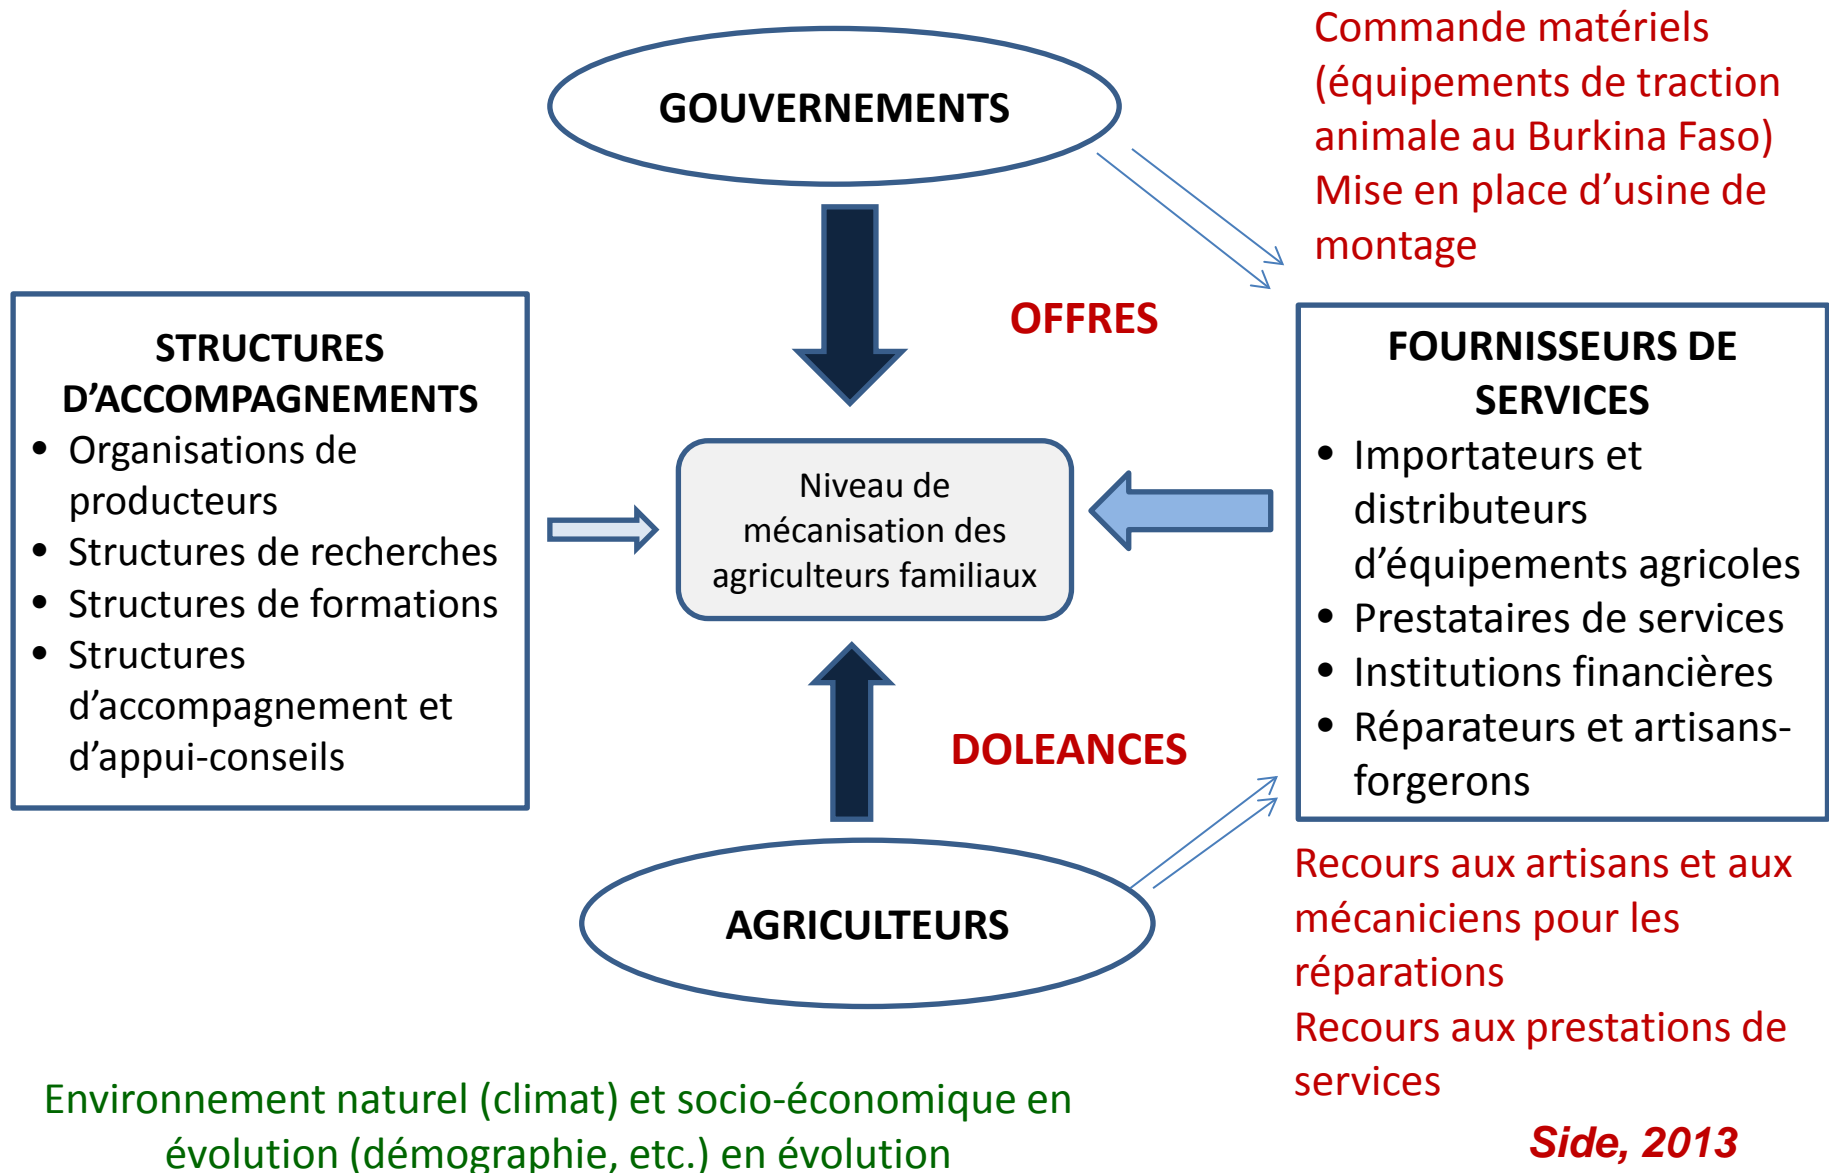 GOUVERNEMENTS
Commande matériels
(équipements de traction
animale au Burkina Faso)
Mise en place d’usine de
montage
OFFRES
STRUCTURES
D’ACCOMPAGNEMENTS
• Organisations de
producteurs
• Structures de recherches
• Structures de formations
• Structures
d’accompagnement et
d’appui-conseils
Niveau de
mécanisation des
agriculteurs familiaux
FOURNISSEURS DE
SERVICES
• Importateurs et
distributeurs
d’équipements agricoles
• Prestataires de services
• Institutions financières
• Réparateurs et artisans-
forgerons
DOLEANCES
AGRICULTEURS
Recours aux artisans et aux
mécaniciens pour les
réparations
Recours aux prestations de
services
Environnement naturel (climat) et socio-économique en
évolution (démographie, etc.) en évolution
Side, 2013